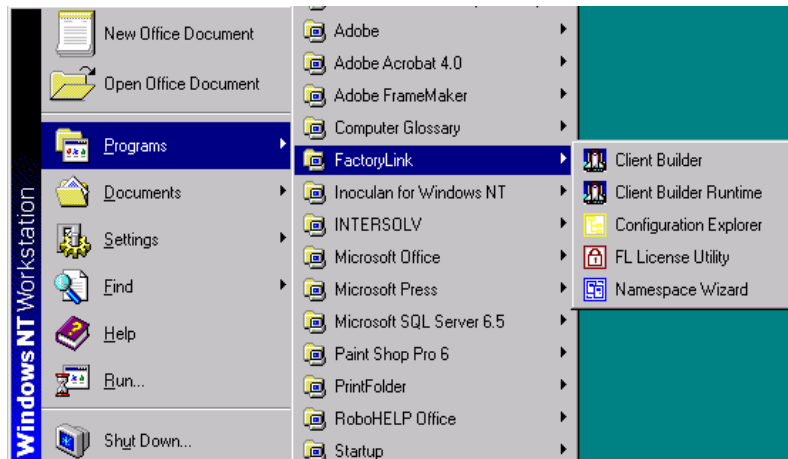 New Office Document
Open Office Document
Programs
Documents
Settings
Find
Help
Run...
Shut Down...
Windows NT Workstation
Adobe
Adobe Acrobat 4.0
Adobe FrameMaker
Computer Glossary
FactoryLink
Inoculan for Windows NT
INTERSOLV
Microsoft Office
Microsoft Press
Microsoft SQL Server 6.5
Paint Shop Pro 6
PrintFolder
RoboHELP Office
Startup
Client Builder
Client Builder Runtime
Configuration Explorer
FL License Utility
Namespace Wizard